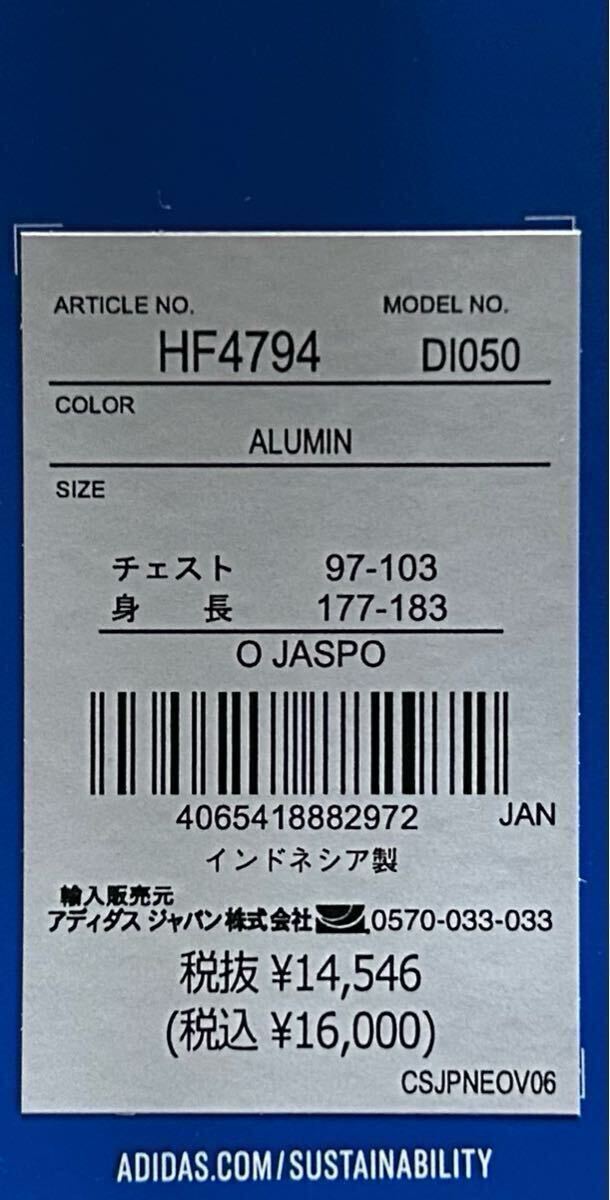 ARTICLE NO. MODEL NO.
HF4794 DI050
COLOR
ALUMIN
SIZE
チェスト 97-103
身 長 177-183
O JASPO
4065418882972 JAN
インドネシア製
輸入販売元
アディダス ジャパン株式会社 0570-033-033
税抜 ¥14,546
(税込 ¥16,000)
CSJPNEOV06
ADIDAS.COM/SUSTAINABILITY